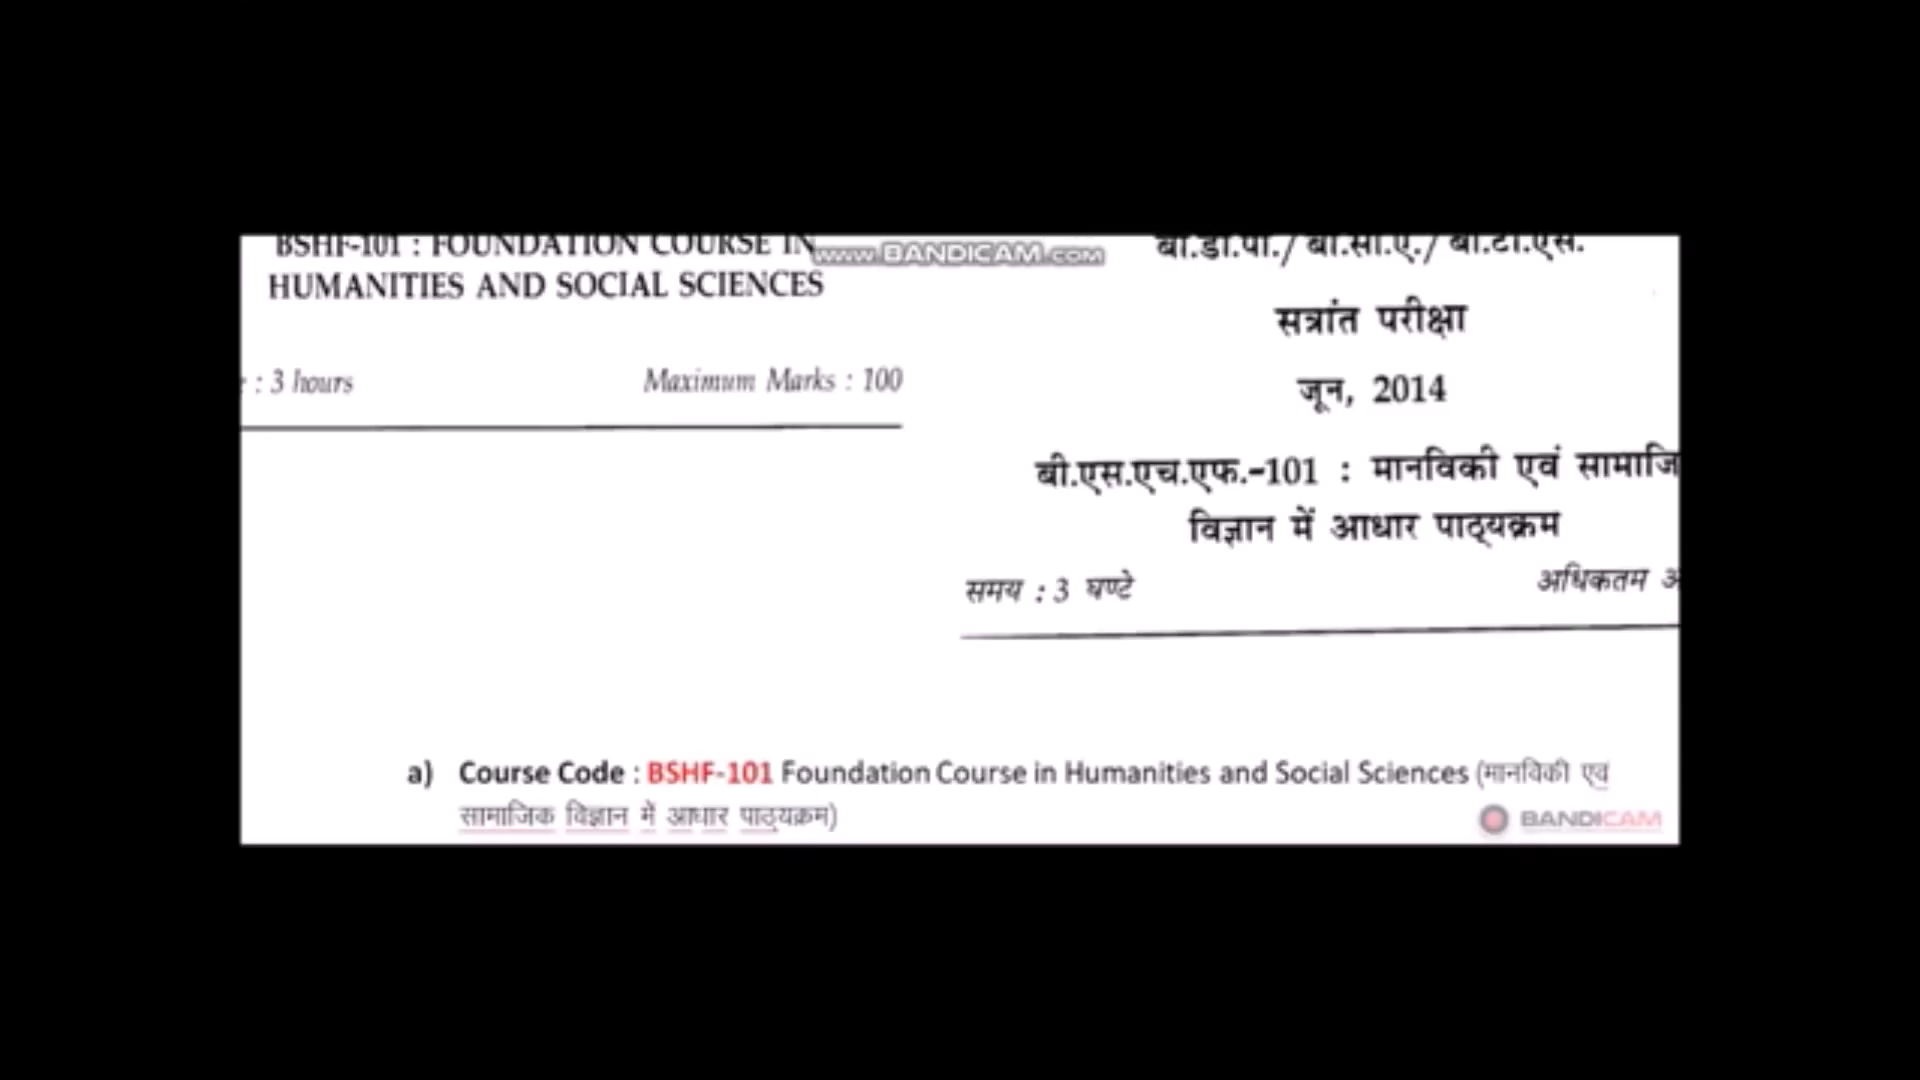 BSHF-101 : FOUNDATION COURSE IN
HUMANITIES AND SOCIAL SCIENCES
: 3 hours Maximum Marks : 100
www.BANDICAM.COM
बी.डी.पी./ बी.सी.ए./ बी.टी.एस.
सत्रांत परीक्षा
जून, 2014
बी.एस.एच.एफ.-101 : मानविकी एवं सामाजि
विज्ञान में आधार पाठ्यक्रम
समय : 3 घण्टे अधिकतम
a) Course Code : BSHF-101 Foundation Course in Humanities and Social Sciences (मानविकी एवं
सामाजिक विज्ञान में आधार पाठ्यक्रम)
BANDICAM